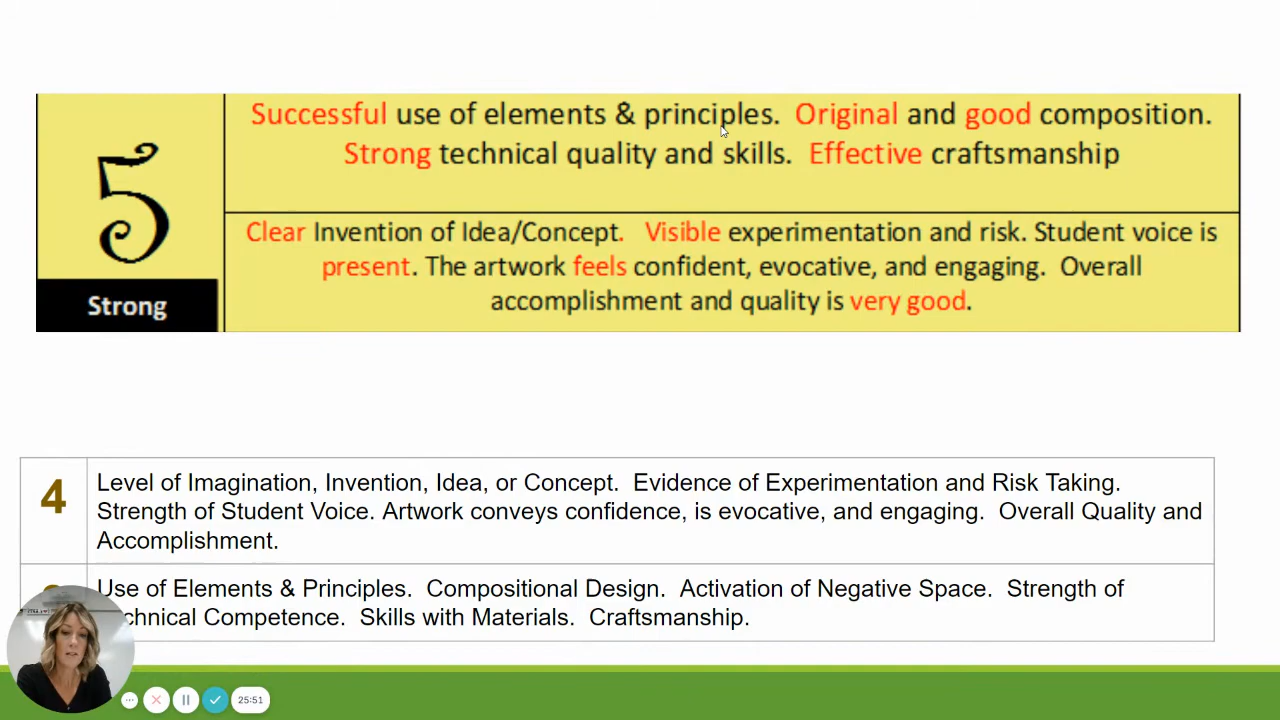 5
Strong
Successful use of elements & principles. Original and good composition.
Strong technical quality and skills. Effective craftsmanship
Clear Invention of Idea/Concept. Visible experimentation and risk. Student voice is
present. The artwork feels confident, evocative, and engaging. Overall
accomplishment and quality is very good.
4
Level of Imagination, Invention, Idea, or Concept. Evidence of Experimentation and Risk Taking.
Strength of Student Voice. Artwork conveys confidence, is evocative, and engaging. Overall Quality and
Accomplishment.
Use of Elements & Principles. Compositional Design. Activation of Negative Space. Strength of
chnical Competence. Skills with Materials. Craftsmanship.
25:51